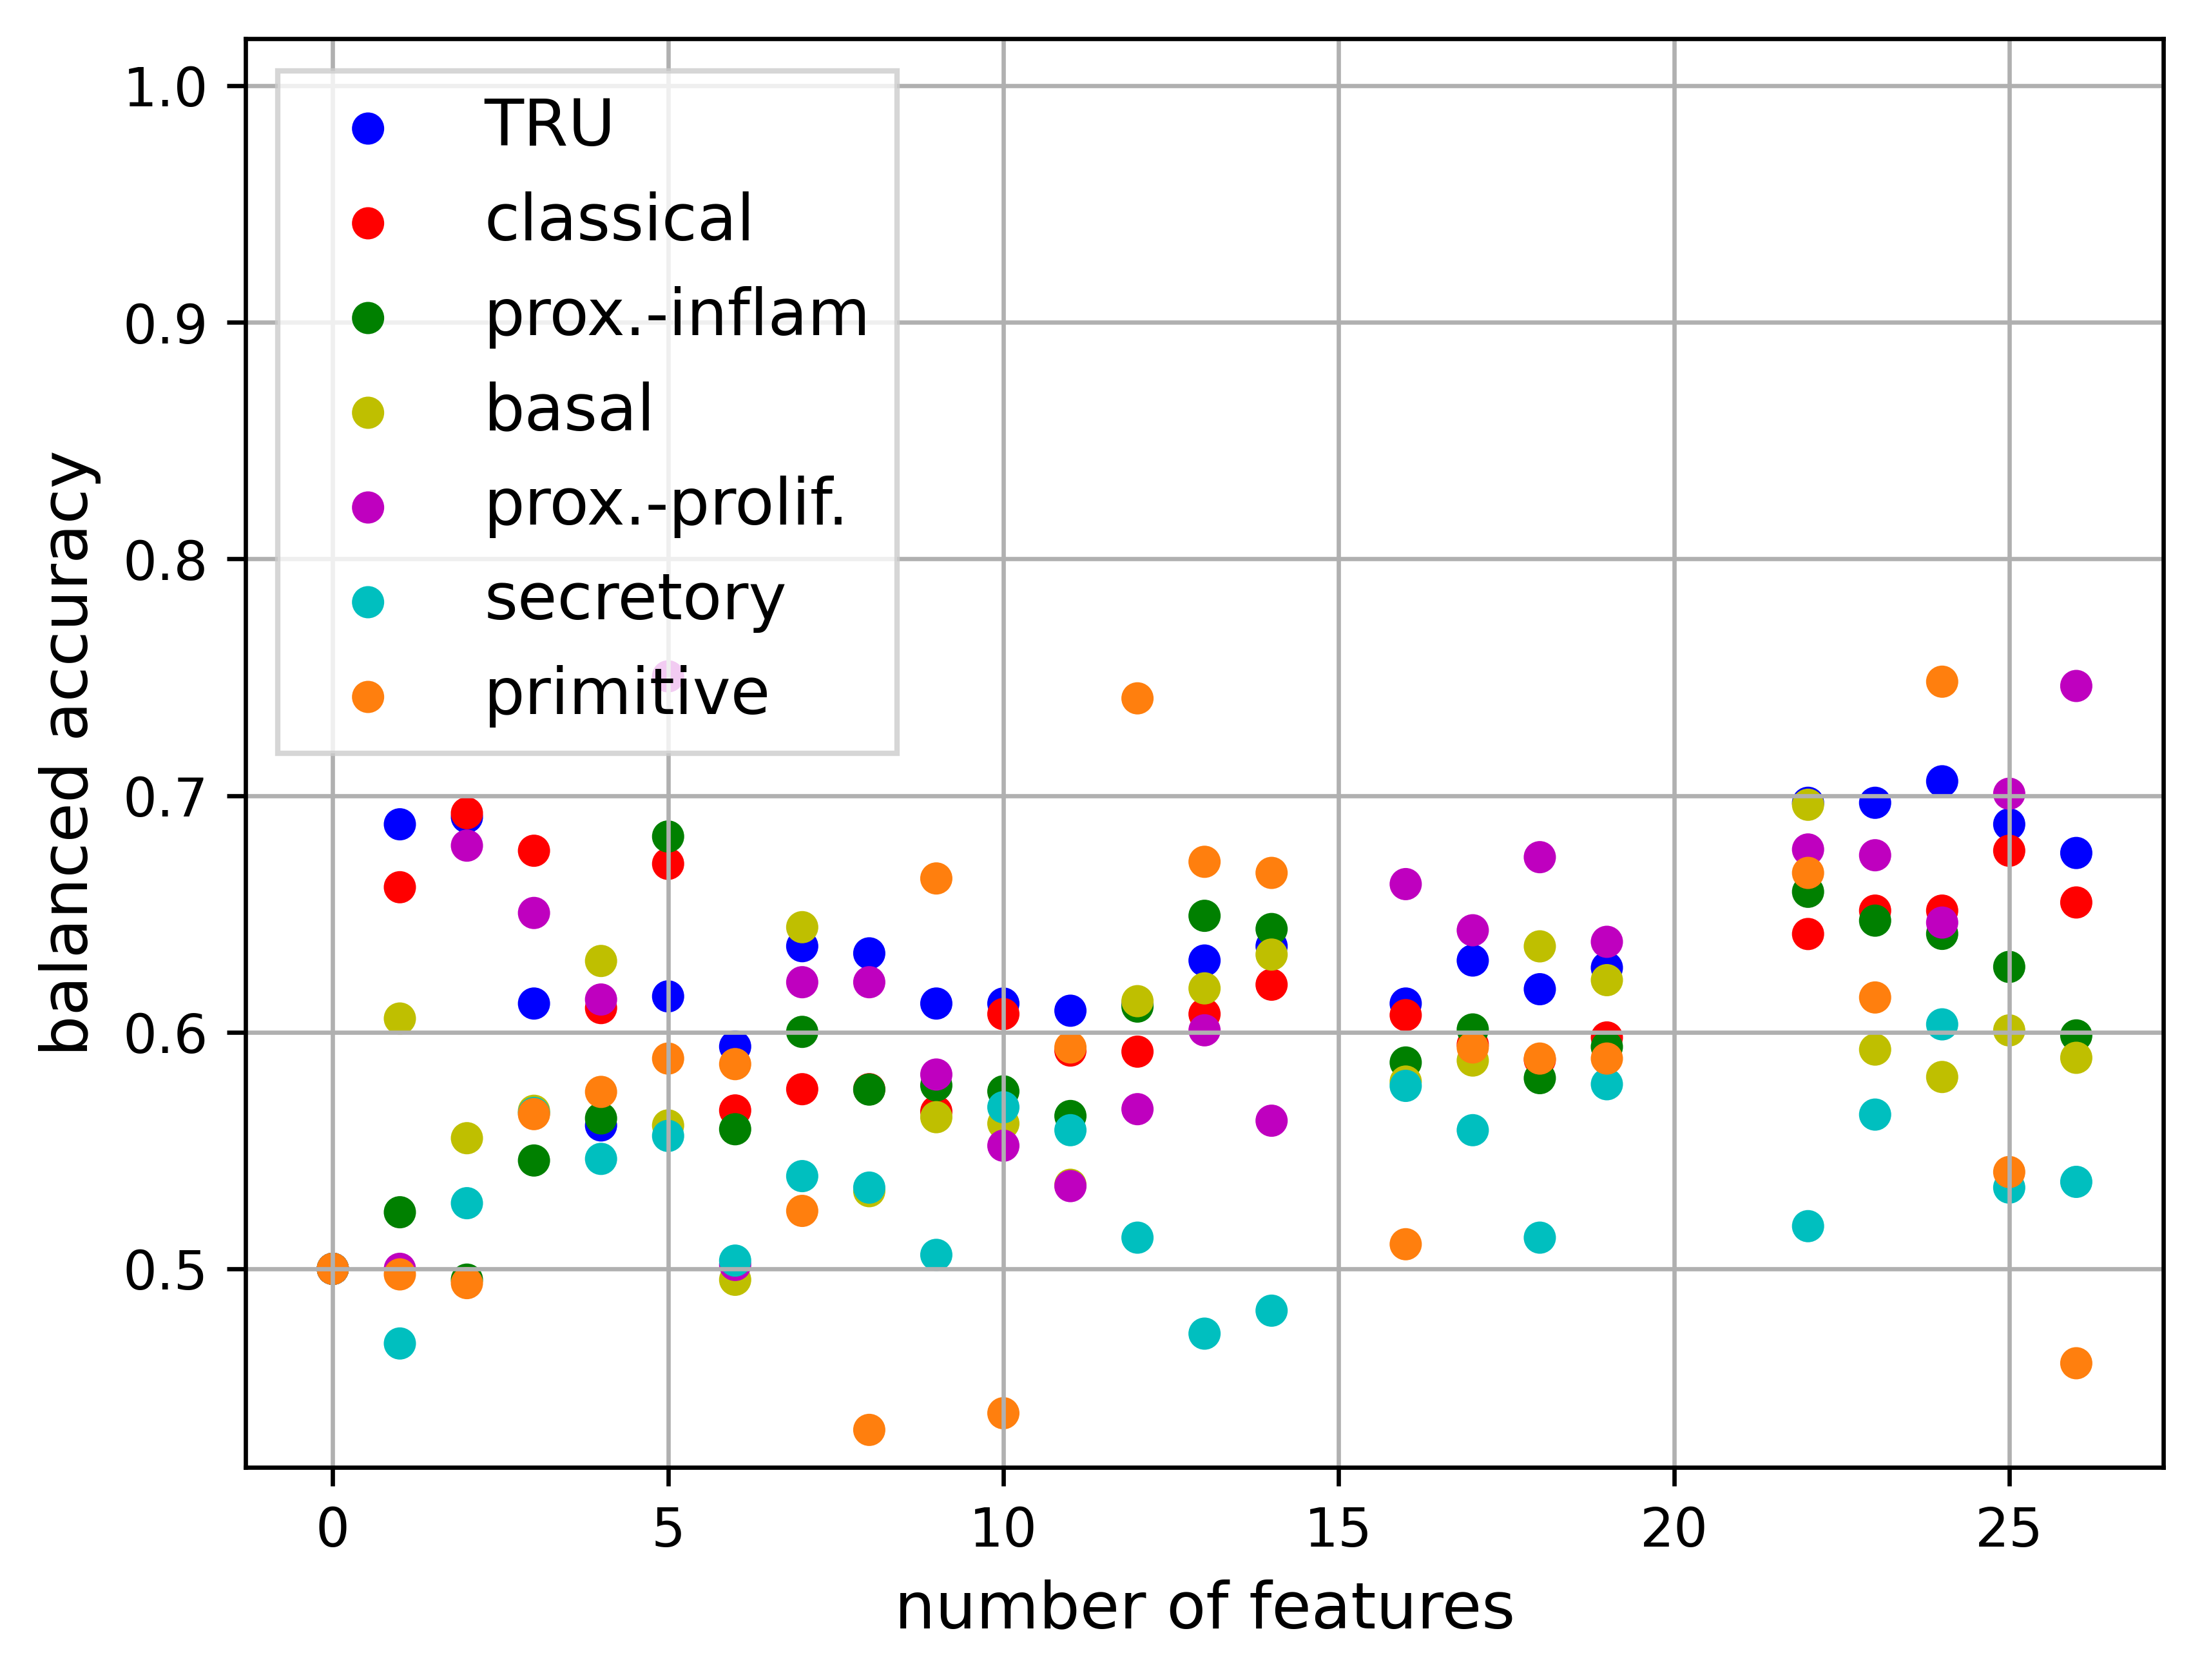 TRU
classical
prox.-inflam
basal
prox.-prolif.
secretory
primitive
1.0
0.9
0.8
0.7
0.6
0.5
balanced accuracy
0 5 10 15 20 25
number of features